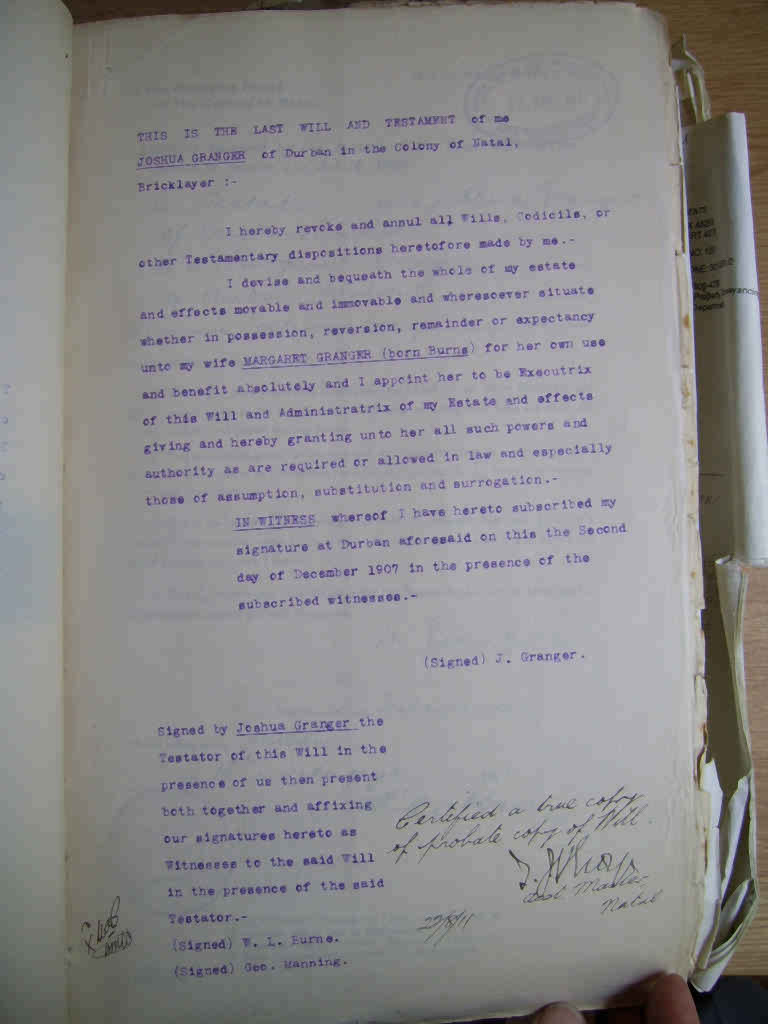 THIS IS THE LAST WILL AND TESTAMENT of me
JOSHUA GRANGER of Durban in the Colony of Natal,
Bricklayer :-
I hereby revoke and annul all Wills, Codicils, or
other Testamentary dispositions heretofore made by me.-
I devise and bequeath the whole of my estate
and effects movable and immovable and wheresoever situate
whether in possession, reversion, remainder or expectancy
unto my wife MARGARET GRANGER (born Burns) for her own use
and benefit absolutely and I appoint her to be Executrix
of this Will and Administratrix of my Estate and effects
giving and hereby granting unto her all such powers and
authority as are required or allowed in law and especially
those of assumption, substitution and surrogation.-
IN WITNESS whereof I have hereto subscribed my
signature at Durban aforesaid on this the Second
day of December 1907 in the presence of the
subscribed witnesses.-
(Signed) J. Granger.
Signed by Joshua Granger the
Testator of this Will in the
presence of us then present
both together and affixing
our signatures hereto as
Witnesses to the said Will
in the presence of the said
Testator.-
(Signed) W. L. Burne.
(Signed) Geo. Manning.
Certified a true copy
of probate copy of Will.
Asst Master
Natal
22/8/11